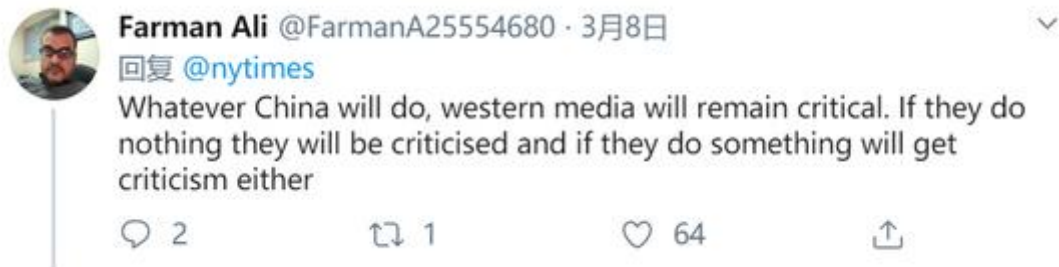 Farman Ali @FarmanA25554680 · 3月8日
回复 @nytimes
Whatever China will do, western media will remain critical. If they do
nothing they will be criticised and if they do something will get
criticism either
2 1 64